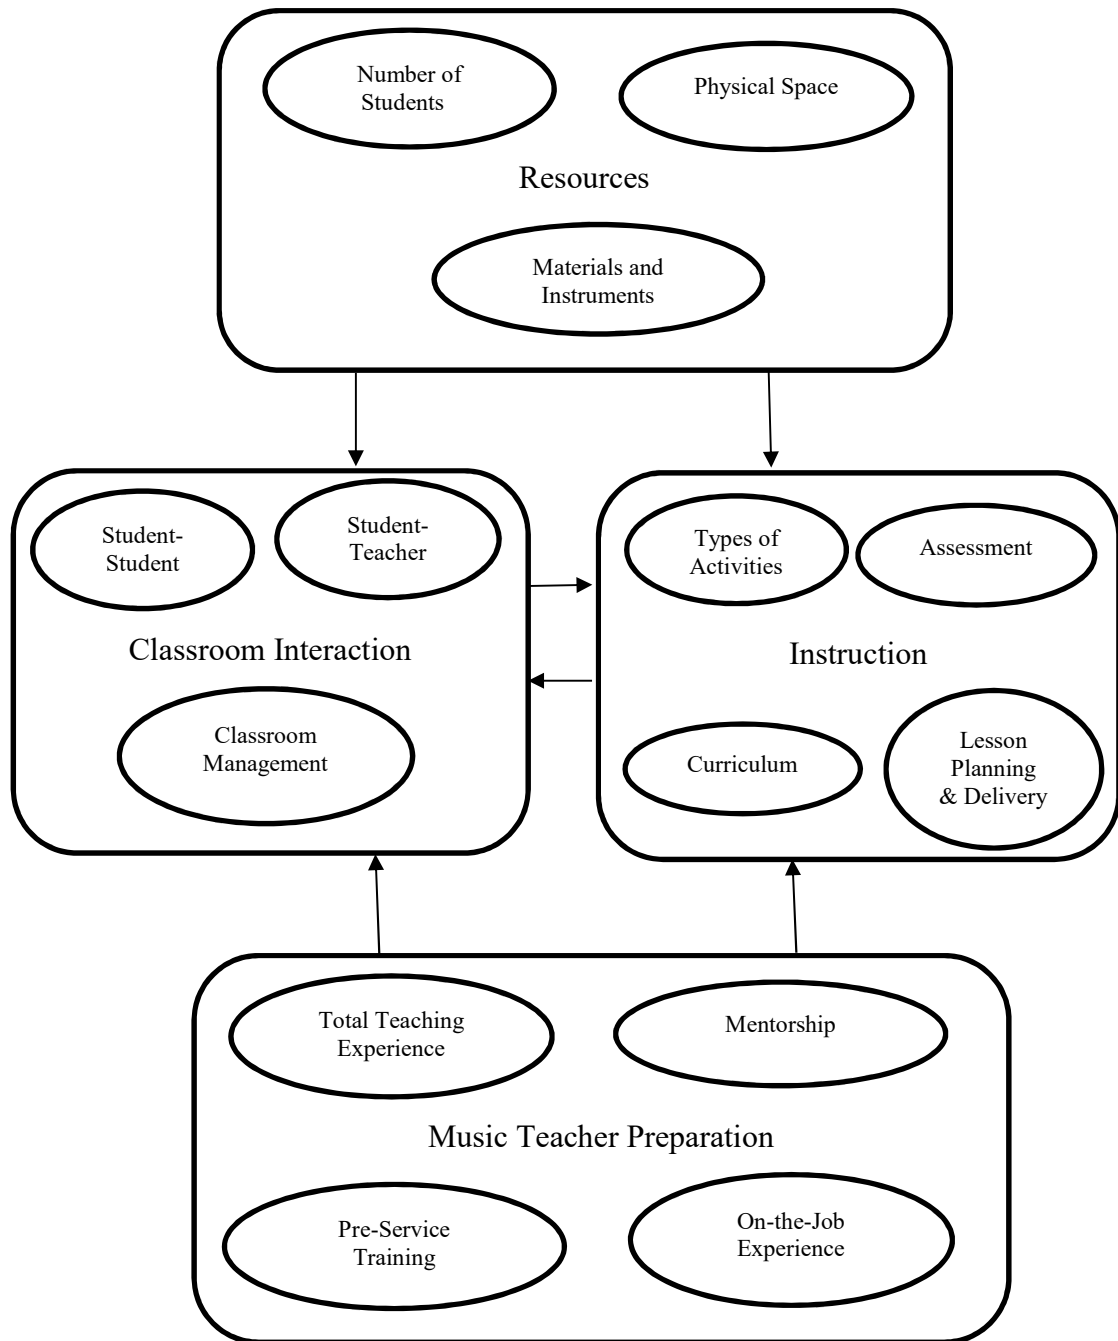 Number of
Students
Physical Space
Resources
Materials and
Instruments
Student-
Student
Student-
Teacher
Classroom Interaction
Classroom
Management
Types of
Activities
Assessment
Instruction
Curriculum
Lesson
Planning
& Delivery
Total Teaching
Experience
Mentorship
Music Teacher Preparation
Pre-Service
Training
On-the-Job
Experience